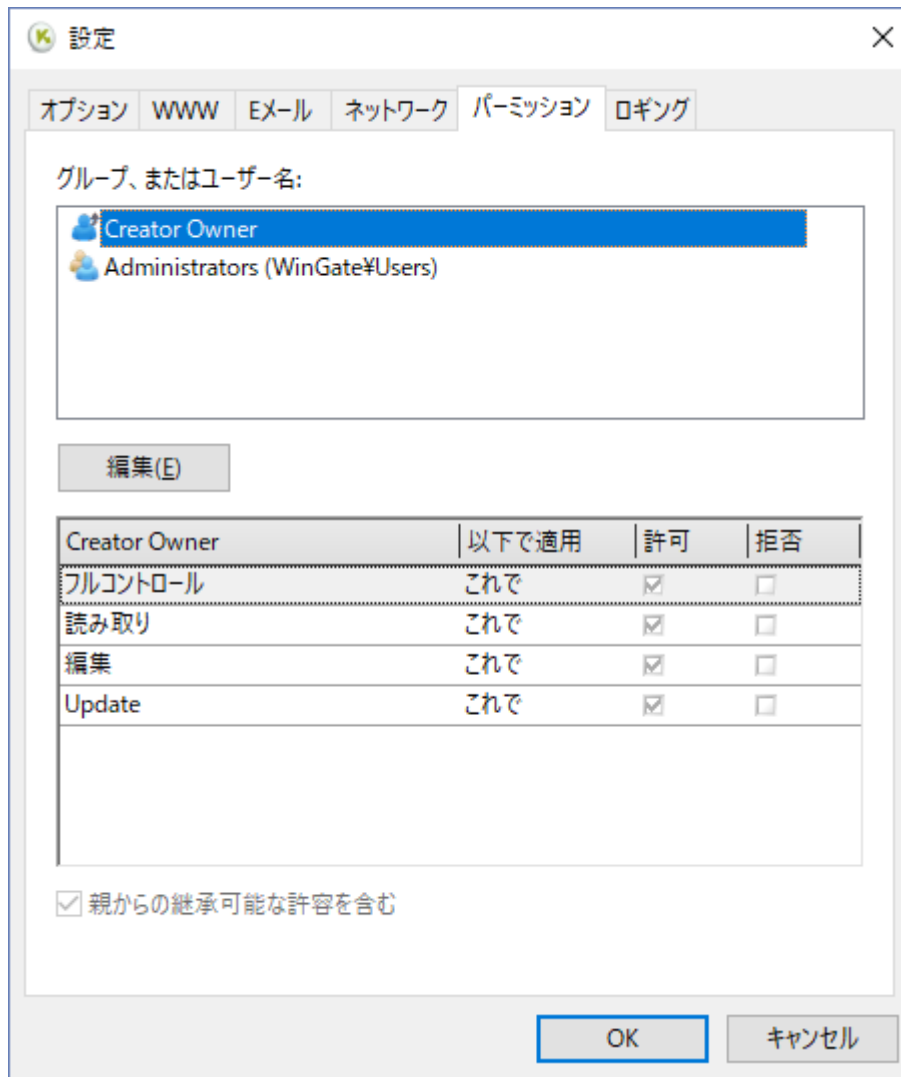 設定
オプション WWW Eメール ネットワーク パーミッション ロギング
グループ、またはユーザー名:
Creator Owner
Administrators (WinGate¥Users)
編集(E)
Creator Owner 以下で適用 許可 拒否
フルコントロール これで
読み取り これで
編集 これで
Update これで
親からの継承可能な許容を含む
OK キャンセル